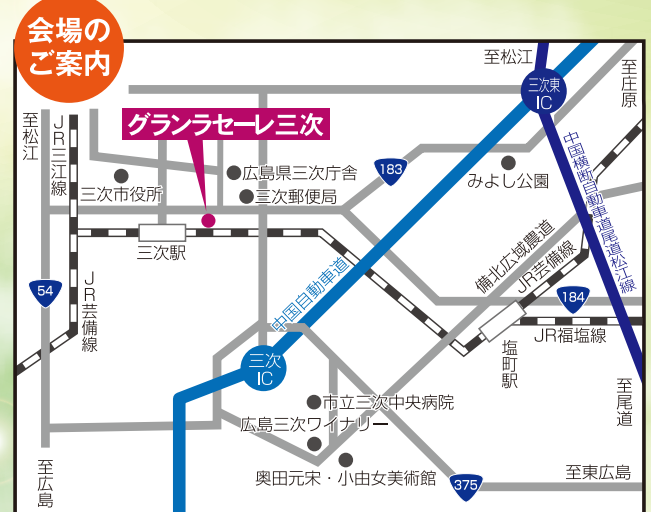 会場の
ご案内
至松江
三次東
IC
至庄原
至松江
JR三江線
グランラセーレ三次
広島県三次庁舎
183
みよし公園
三次市役所
三次郵便局
中国横断自動車道尾道松江線
三次駅
備北広域農道
JR芸備線
54
JR芸備線
中国自動車道
184
JR福塩線
塩町駅
三次
IC
至尾道
市立三次中央病院
広島三次ワイナリー
至広島
奥田元宋・小由女美術館
375
至東広島